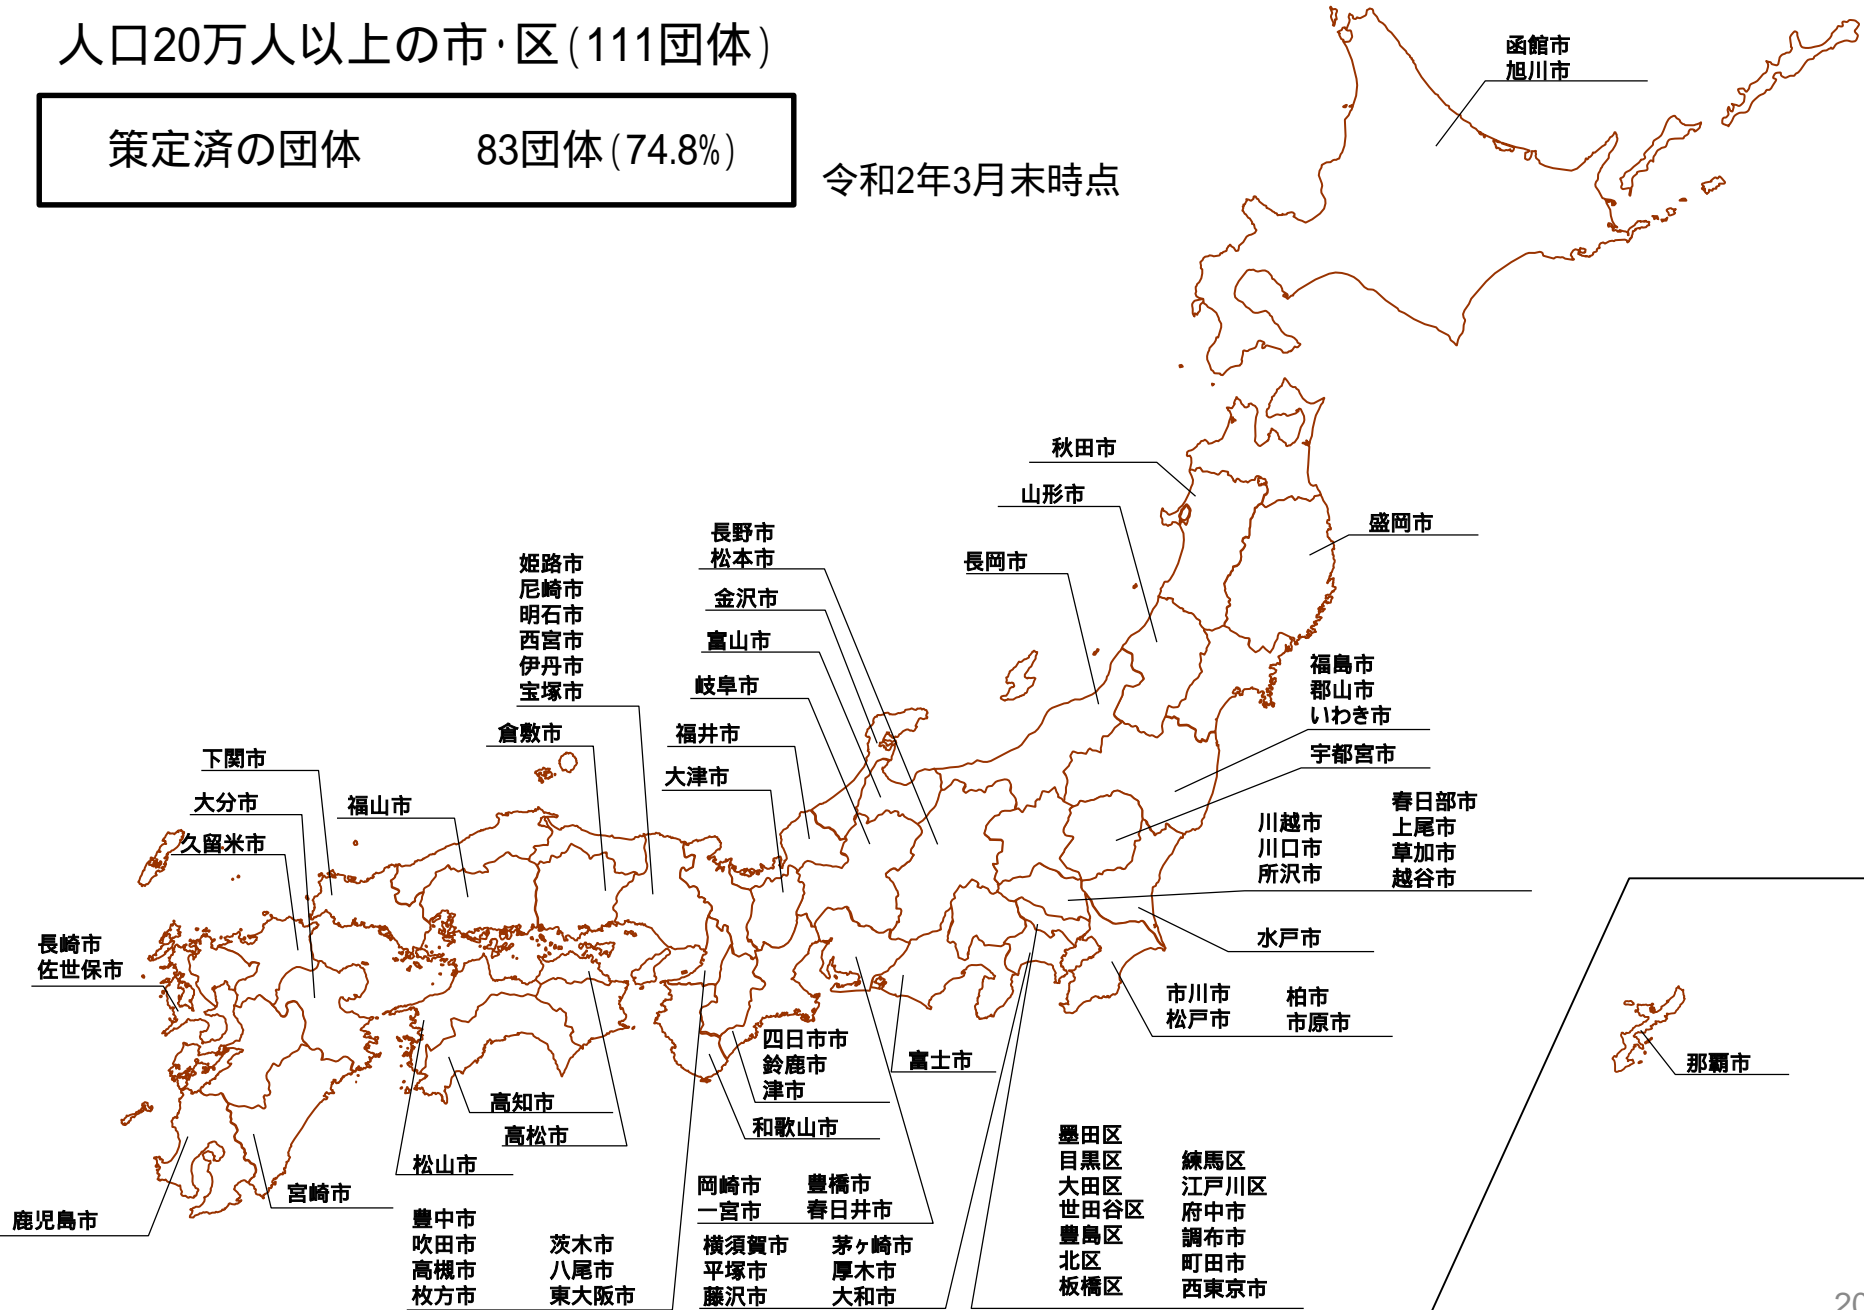 人口20万人以上の市・区(111団体)
策定済の団体 83団体(74.8%)
令和2年3月末時点
函館市
旭川市
秋田市
山形市
盛岡市
長岡市
長野市
松本市
金沢市
富山市
岐阜市
福井市
大津市
姫路市
尼崎市
明石市
西宮市
伊丹市
宝塚市
倉敷市
下関市
大分市
久留米市
福山市
長崎市
佐世保市
福島市
郡山市
いわき市
宇都宮市
川越市
川口市
所沢市
春日部市
上尾市
草加市
越谷市
水戸市
市川市
松戸市
柏市
市原市
那覇市
富士市
四日市市
鈴鹿市
津市
和歌山市
高知市
高松市
松山市
宮崎市
鹿児島市
豊中市
吹田市
高槻市
枚方市
茨木市
八尾市
東大阪市
岡崎市
一宮市
豊橋市
春日井市
横須賀市
平塚市
藤沢市
茅ヶ崎市
厚木市
大和市
墨田区
目黒区
大田区
世田谷区
豊島区
北区
板橋区
練馬区
江戸川区
府中市
調布市
町田市
西東京市
20